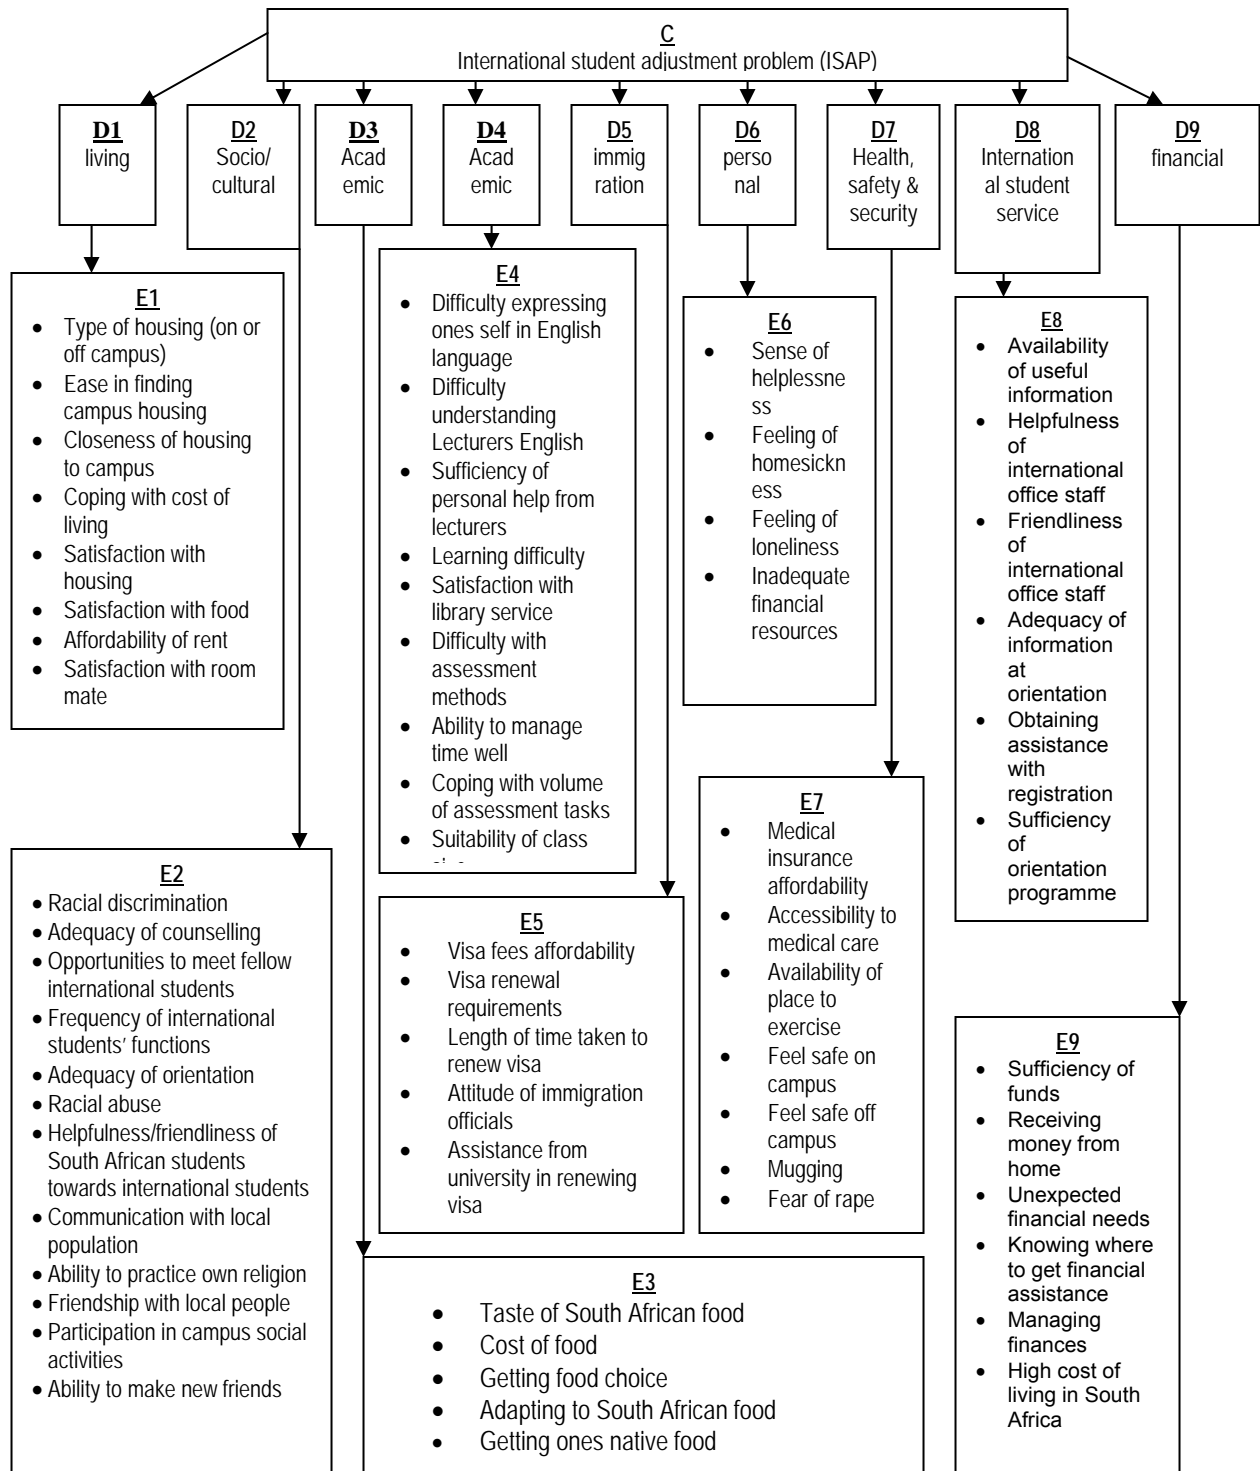 C
International student adjustment problem (ISAP)
D1
living
D2
Socio/
cultural
D3
Acad
emic
D4
Acad
emic
D5
immig
ration
D6
perso
nal
D7
Health,
safety &
security
D8
Internation
al student
service
D9
financial
E1
• Type of housing (on or
off campus)
• Ease in finding
campus housing
• Closeness of housing
to campus
• Coping with cost of
living
• Satisfaction with
housing
• Satisfaction with food
• Affordability of rent
• Satisfaction with room
mate
E4
• Difficulty expressing
ones self in English
language
• Difficulty
understanding
Lecturers English
• Sufficiency of
personal help from
lecturers
• Learning difficulty
• Satisfaction with
library service
• Difficulty with
assessment
methods
• Ability to manage
time well
• Coping with volume
of assessment tasks
• Suitability of class
E6
• Sense of
helplessne
ss
• Feeling of
homesickn
ess
• Feeling of
loneliness
• Inadequate
financial
resources
E8
• Availability
of useful
information
• Helpfulness
of
international
office staff
• Friendliness
of
international
office staff
• Adequacy of
information
at
orientation
• Obtaining
assistance
with
registration
• Sufficiency
of
orientation
programme
E2
• Racial discrimination
• Adequacy of counselling
• Opportunities to meet fellow
international students
• Frequency of international
students’ functions
• Adequacy of orientation
• Racial abuse
• Helpfulness/friendliness of
South African students
towards international students
• Communication with local
population
• Ability to practice own religion
• Friendship with local people
• Participation in campus social
activities
• Ability to make new friends
E5
• Visa fees affordability
• Visa renewal
requirements
• Length of time taken to
renew visa
• Attitude of immigration
officials
• Assistance from
university in renewing
visa
E7
• Medical
insurance
affordability
• Accessibility to
medical care
• Availability of
place to
exercise
• Feel safe on
campus
• Feel safe off
campus
• Mugging
• Fear of rape
E3
• Taste of South African food
• Cost of food
• Getting food choice
• Adapting to South African food
• Getting ones native food
E9
• Sufficiency of
funds
• Receiving
money from
home
• Unexpected
financial needs
• Knowing where
to get financial
assistance
• Managing
finances
• High cost of
living in South
Africa